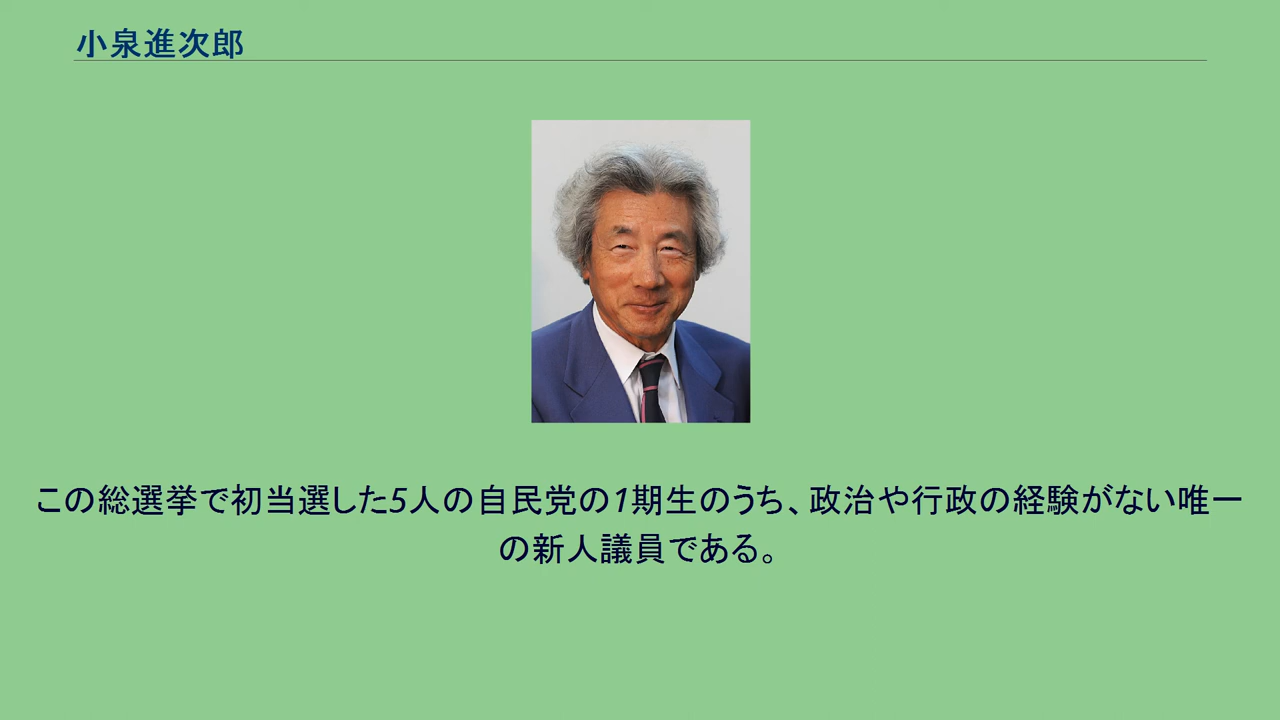 小泉進次郎
この総選挙で初当選した5人の自民党の1期生のうち、政治や行政の経験がない唯一
の新人議員である。